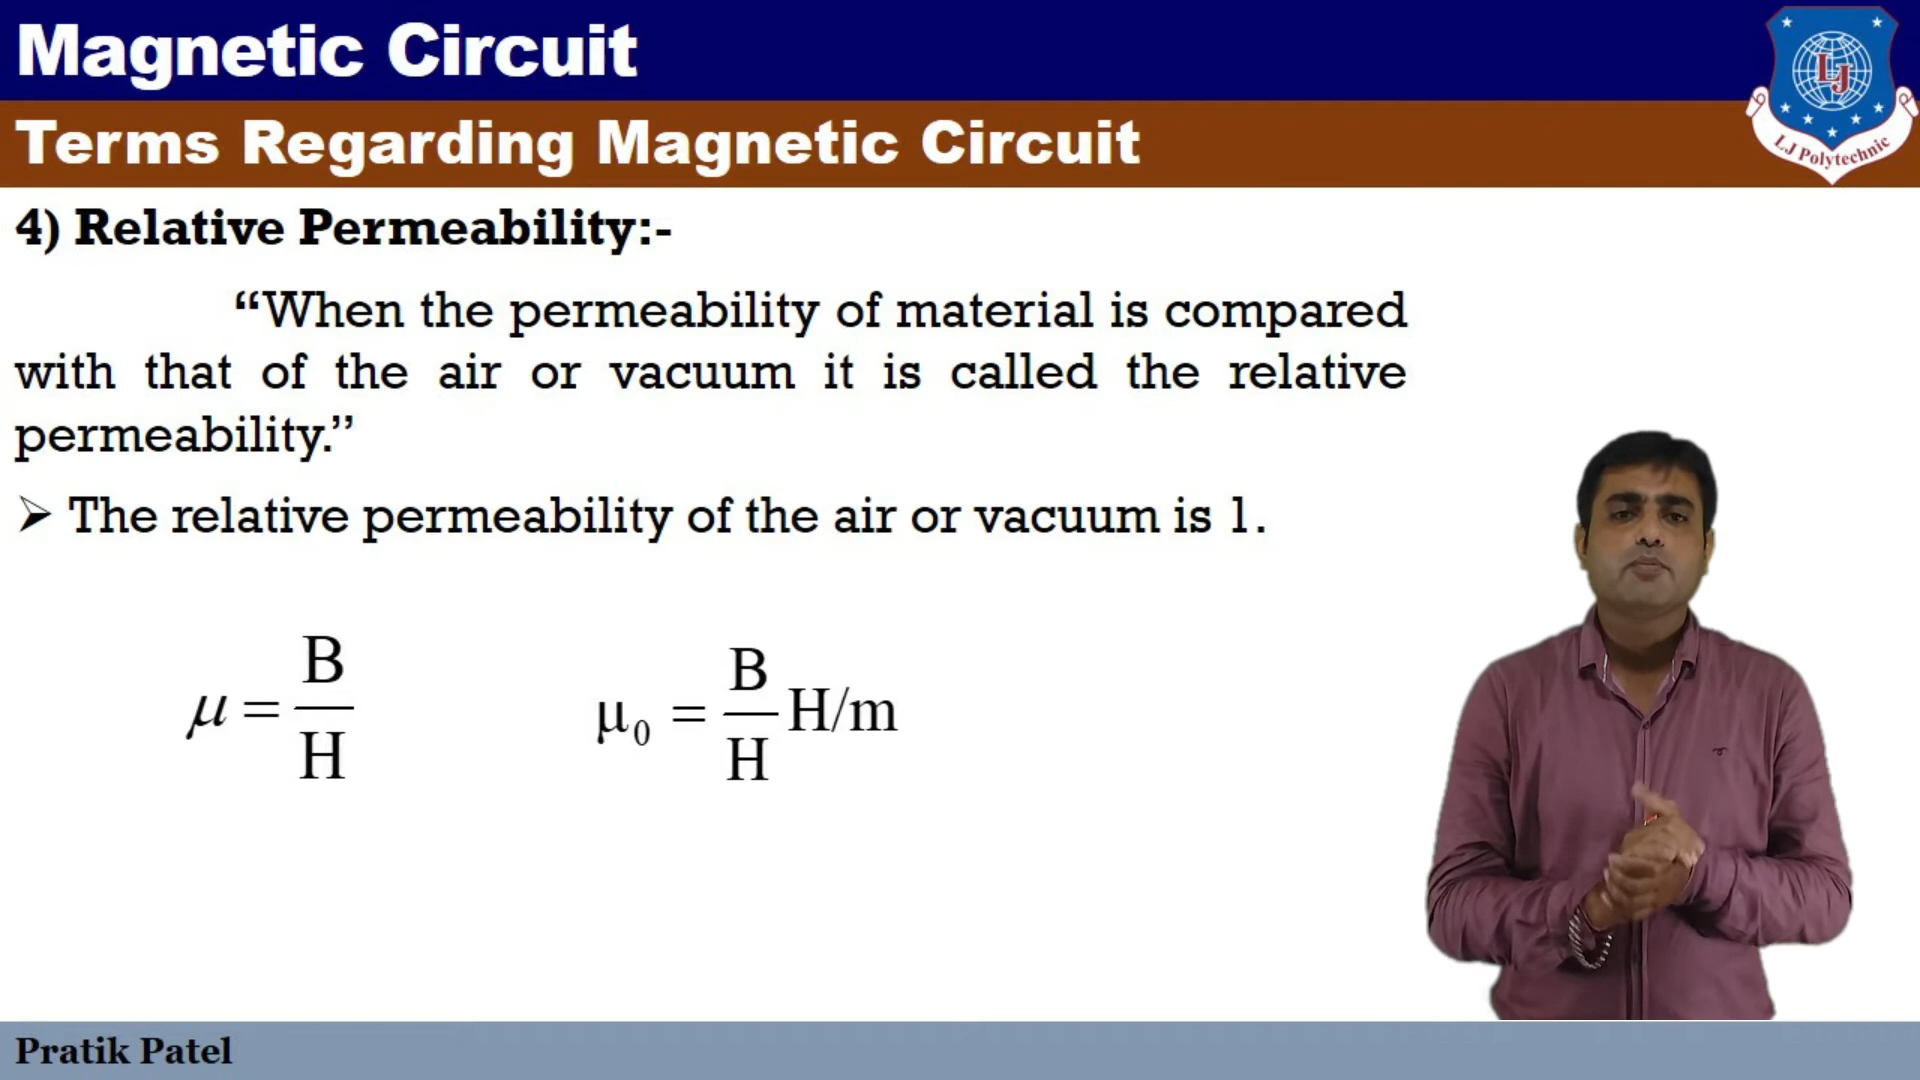 Magnetic Circuit
Terms Regarding Magnetic Circuit
LJ
LJ Polytechnic
4) Relative Permeability:-
“When the permeability of material is compared
with that of the air or vacuum it is called the relative
permeability.”
➢ The relative permeability of the air or vacuum is 1.
μ = B/H
μ₀ = B/H H/m
Pratik Patel